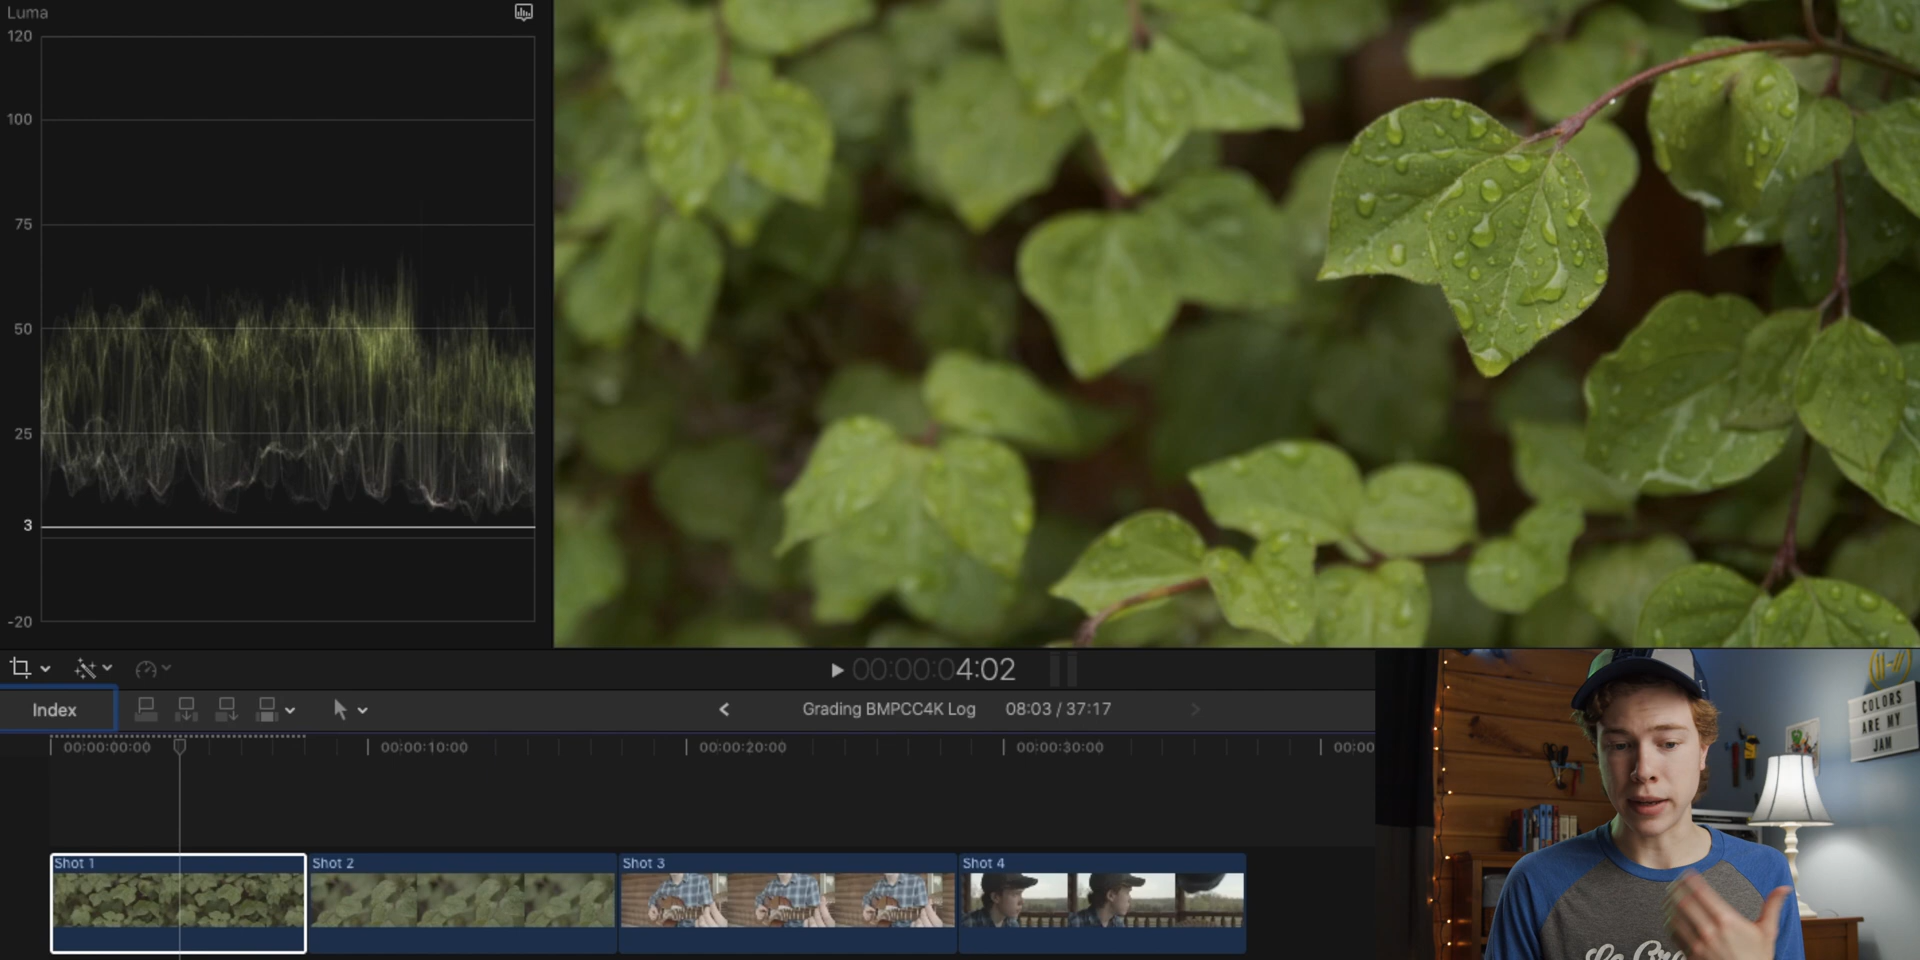 Luma
120
100
75
50
25
3
-20
00:00:04:02
Index
Grading BMPCC4K Log 08:03 / 37:17
00:00:00:00 00:00:10:00 00:00:20:00 00:00:30:00 00:00
Shot 1 Shot 2 Shot 3 Shot 4
COLORS
ARE MY
JAM